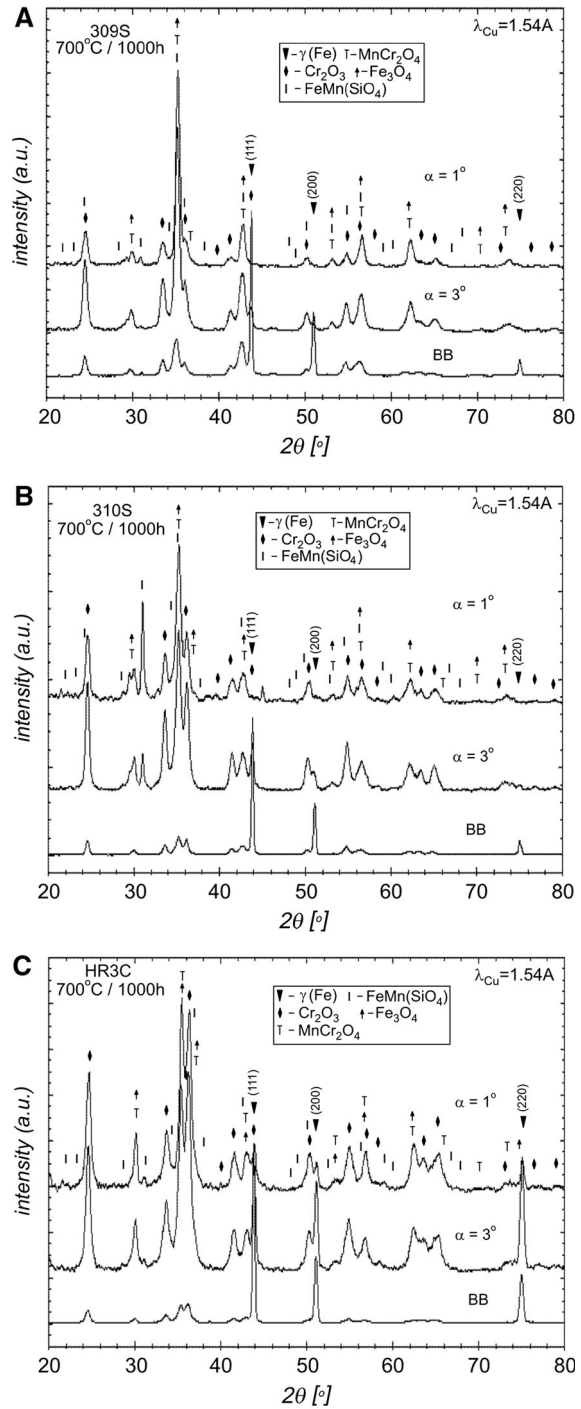 A
309S
700°C / 1000h
λCu=1.54A
-γ (Fe) -MnCr2O4
- Cr2O3 -Fe3O4
- FeMn(SiO4)
(111)
(200)
(220)
α = 1°
α = 3°
BB
intensity (a.u.)
20 30 40 50 60 70 80
2θ [°]
B
310S
700°C / 1000h
λCu=1.54A
-γ (Fe) -MnCr2O4
- Cr2O3 -Fe3O4
- FeMn(SiO4)
(111)
(200)
(220)
α = 1°
α = 3°
BB
intensity (a.u.)
20 30 40 50 60 70 80
2θ [°]
C
HR3C
700°C / 1000h
λCu=1.54A
- γ (Fe) - FeMn(SiO4)
- Cr2O3 -Fe3O4
- MnCr2O4
(111)
(200)
(220)
α = 1°
α = 3°
BB
intensity (a.u.)
20 30 40 50 60 70 80
2θ [°]